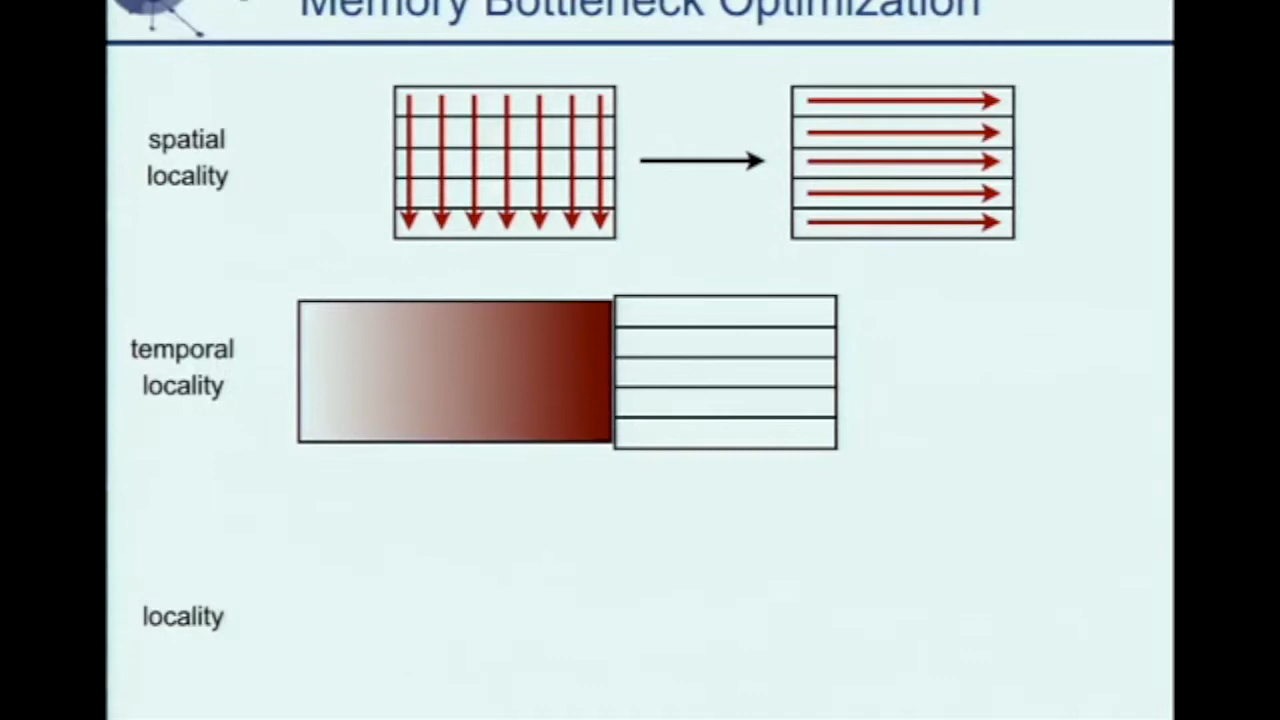 Memory Bottleneck Optimization
spatial
locality
temporal
locality
locality